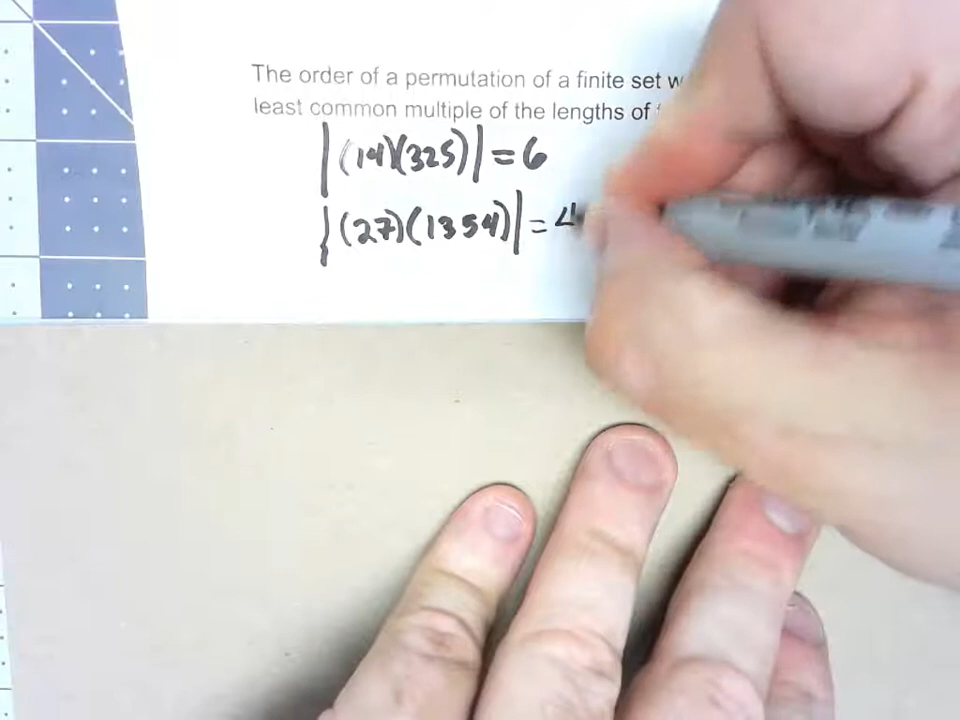 The order of a permutation of a finite set
least common multiple of the lengths of
|(14)(325)| = 6
|(27)(1354)| = 4